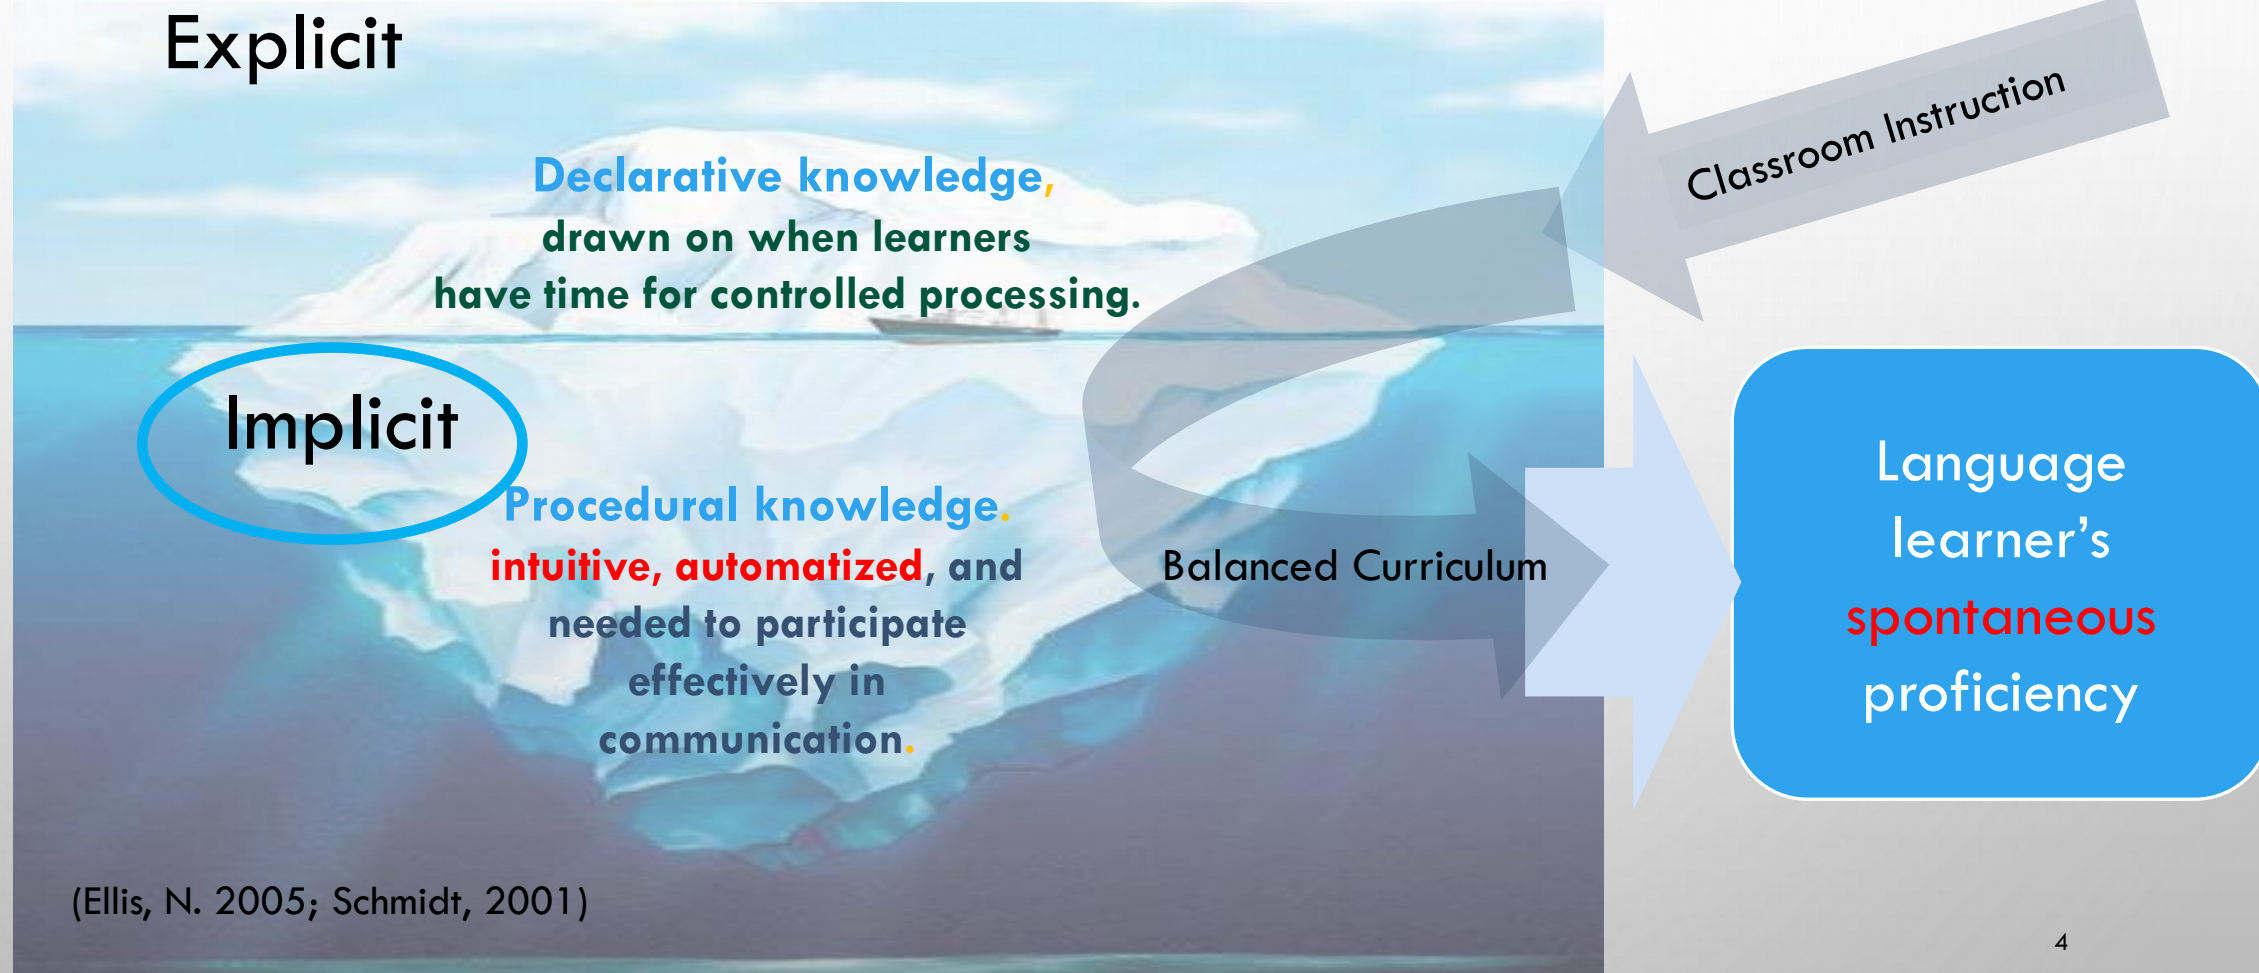 Explicit
Classroom Instruction
Declarative knowledge,
drawn on when learners
have time for controlled processing.
Implicit
Procedural knowledge.
intuitive, automatized, and
needed to participate
effectively in
communication.
Balanced Curriculum
Language
learner’s
spontaneous
proficiency
(Ellis, N. 2005; Schmidt, 2001)
4